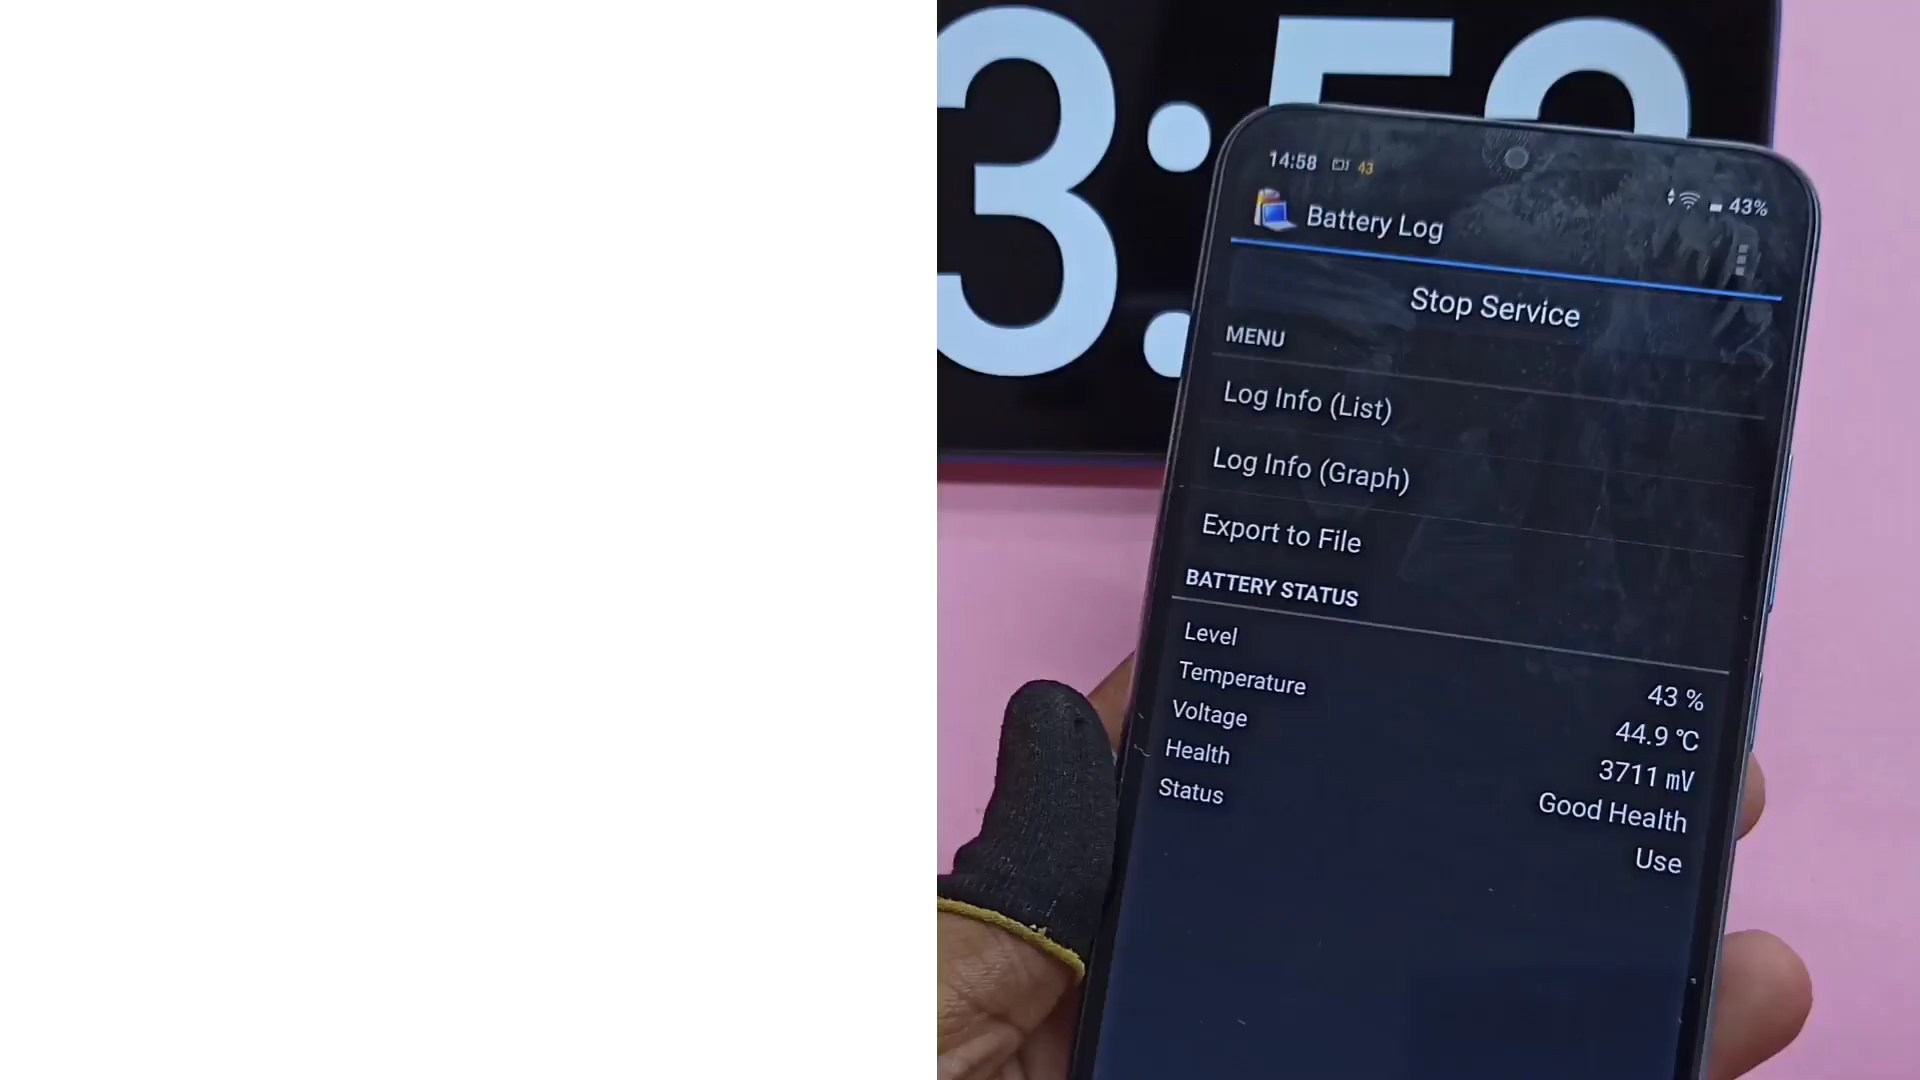 3:5
14:58 43
43%
Battery Log
Stop Service
MENU
Log Info (List)
Log Info (Graph)
Export to File
BATTERY STATUS
Level 43 %
Temperature 44.9 °C
Voltage 3711 mV
Health Good Health
Status Use